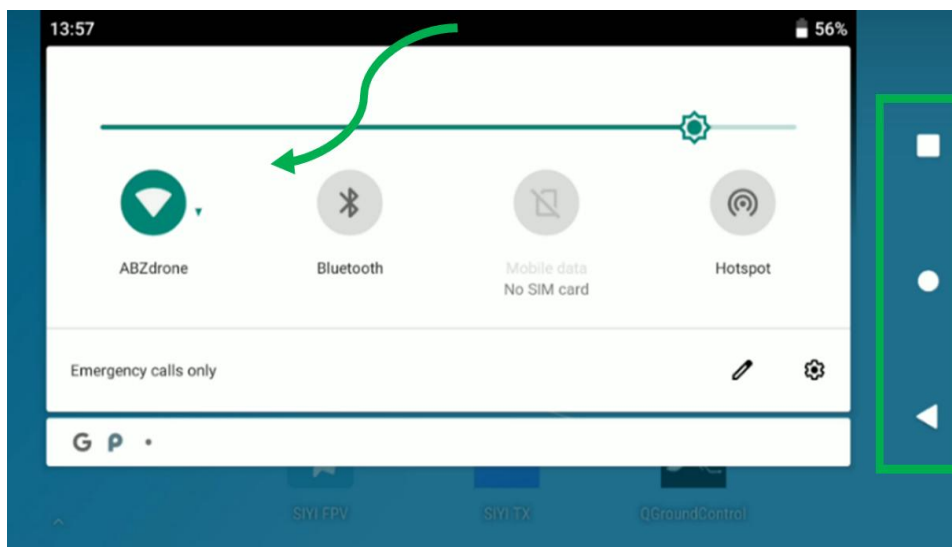 13:57
56%
ABZdrone
Bluetooth
Mobile data
No SIM card
Hotspot
Emergency calls only
G P
SIYI FPV
SIYI TX
QGroundControl